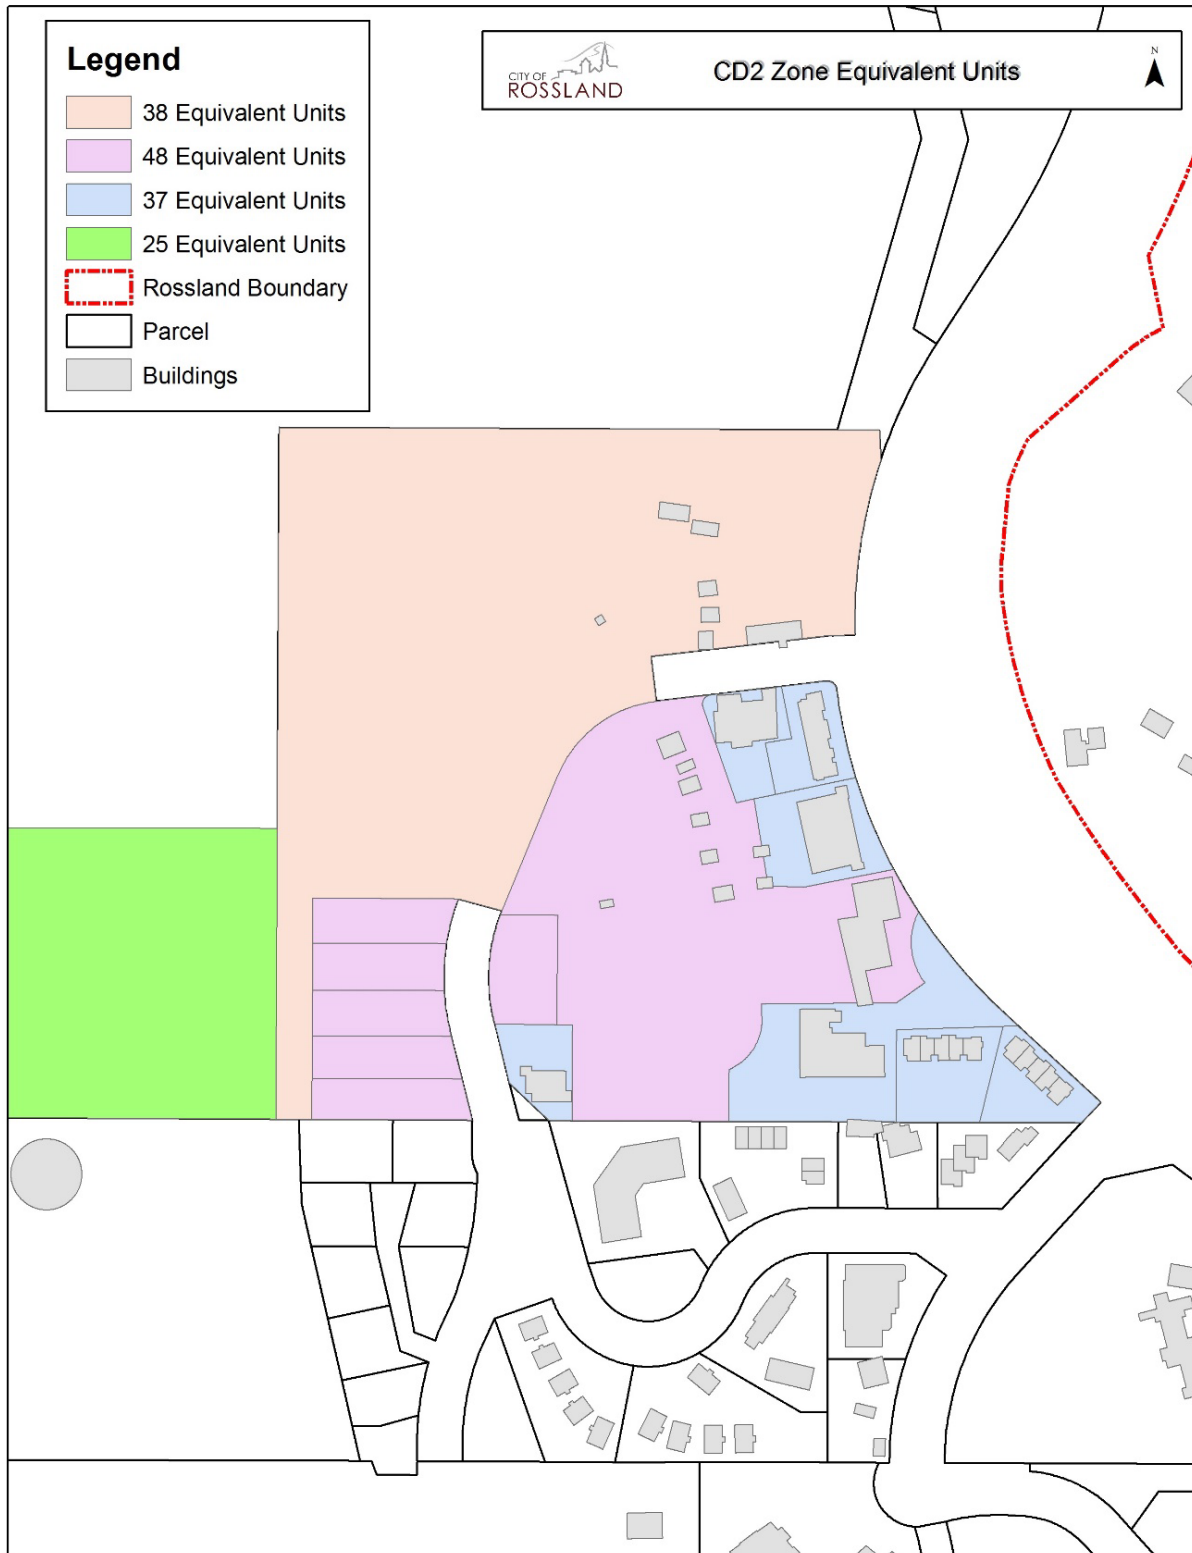 Legend
38 Equivalent Units
48 Equivalent Units
37 Equivalent Units
25 Equivalent Units
Rossland Boundary
Parcel
Buildings
CITY OF
ROSSLAND
CD2 Zone Equivalent Units
N